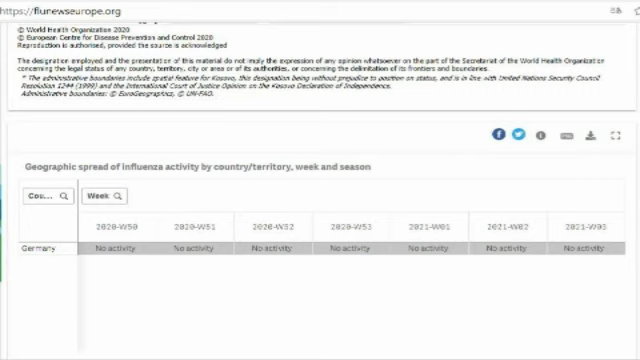 https://flunewseurope.org
© World Health Organization 2020
© European Centre for Disease Prevention and Control 2020
Reproduction is authorised, provided the source is acknowledged
The designation employed and the presentation of this material do not imply the expression of any opinion whatsoever on the part of the Secretariat of the World Health Organization
concerning the legal status of any country, territory, city or area or of its authorities, or concerning the delimitation of its frontiers and boundaries.
* The administrative boundaries include spatial feature for Kosovo, this designation being without prejudice to position on status, and is in line with United Nations Security Council
Resolution 1244 (1999) and the International Court of Justice Opinion on the Kosovo Declaration of Independence.
Administrative boundaries: © EuroGeographics, © UN-FAO.
Geographic spread of influenza activity by country/territory, week and season
Cou... Week
2020-W50 2020-W51 2020-W52 2020-W53 2021-W01 2021-W02 2021-W03
Germany No activity No activity No activity No activity No activity No activity No activity